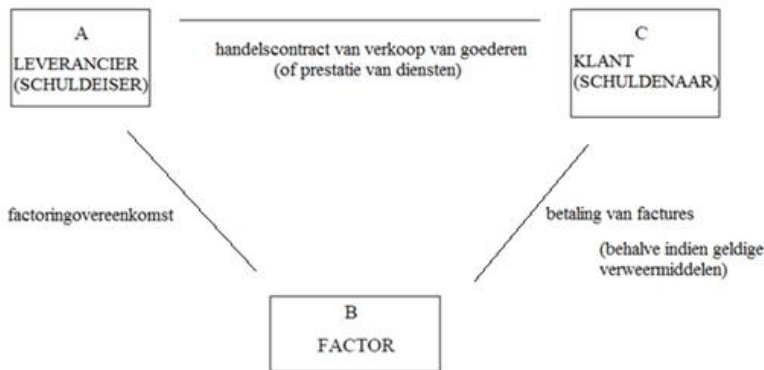 A
LEVERANCIER
(SCHULDEISER)
handelscontract van verkoop van goederen
(of prestatie van diensten)
C
KLANT
(SCHULDENAAR)
factoringovereenkomst
betaling van factures
(behalve indien geldige
verweermiddelen)
B
FACTOR